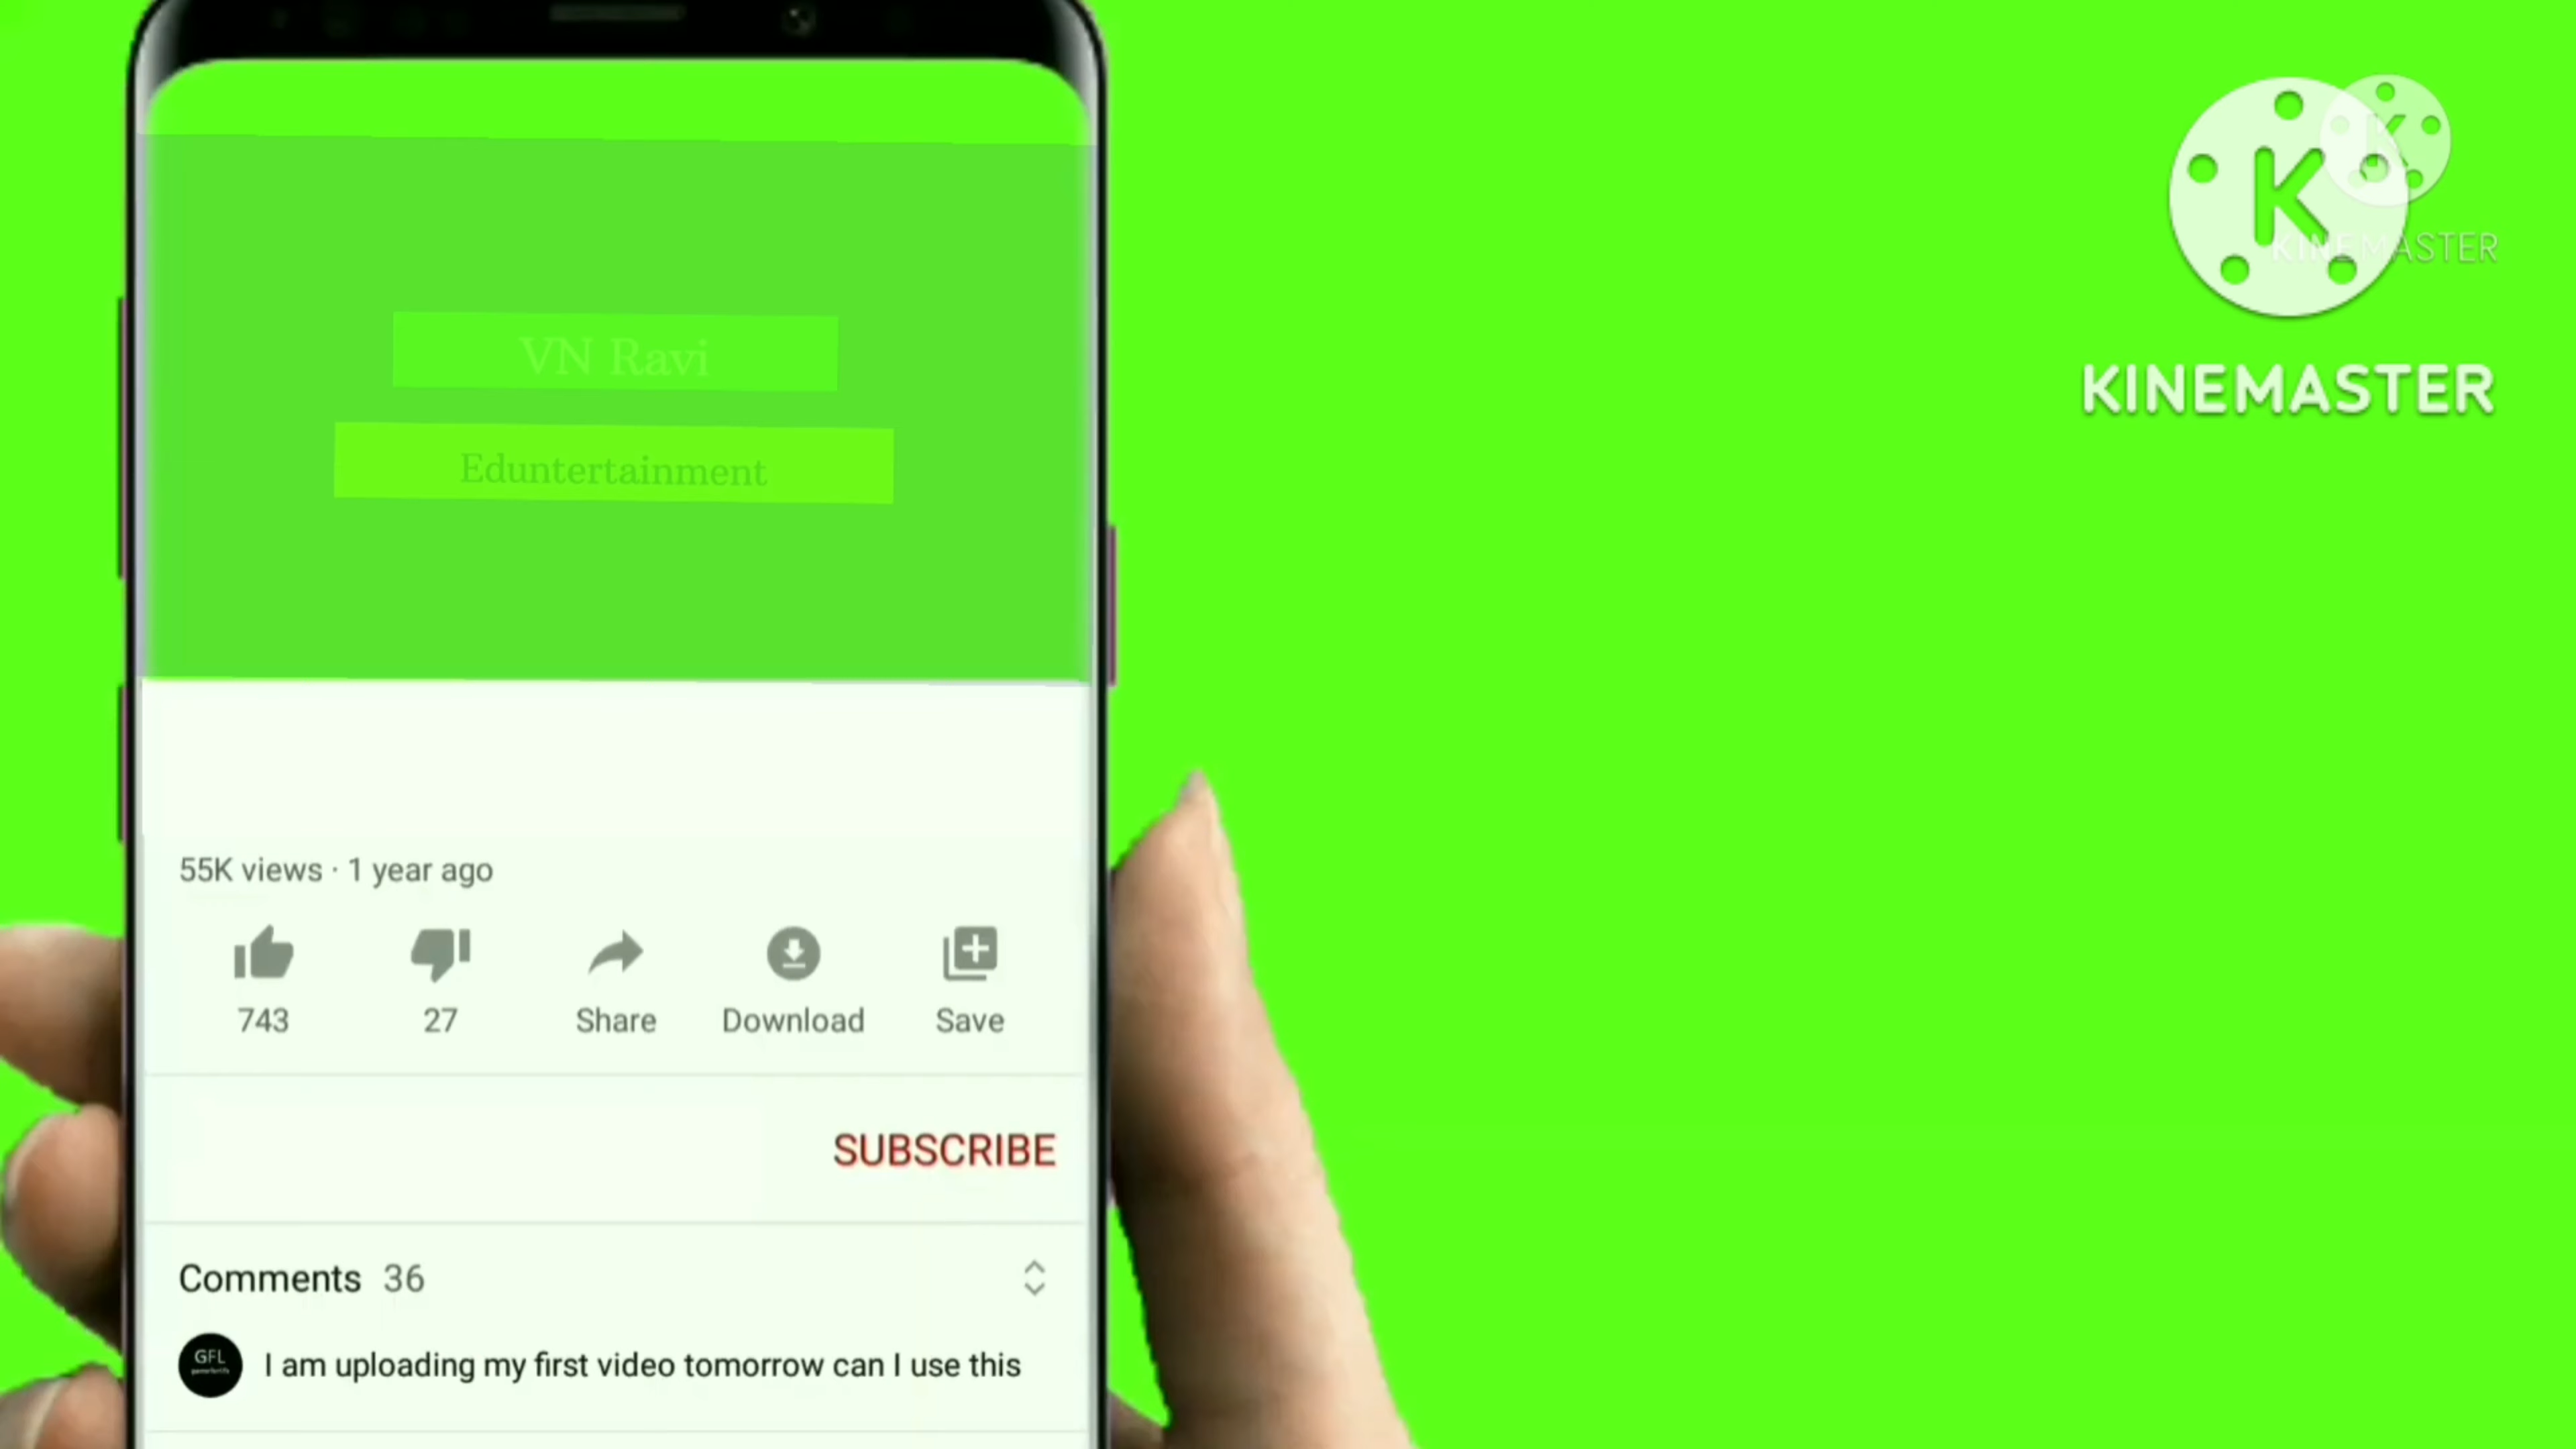 K
K
KINEMASTER
KINEMASTER
VN Ravi
Eduntertainment
55K views · 1 year ago
743
27
Share
Download
Save
SUBSCRIBE
Comments 36
GFL
I am uploading my first video tomorrow can I use this